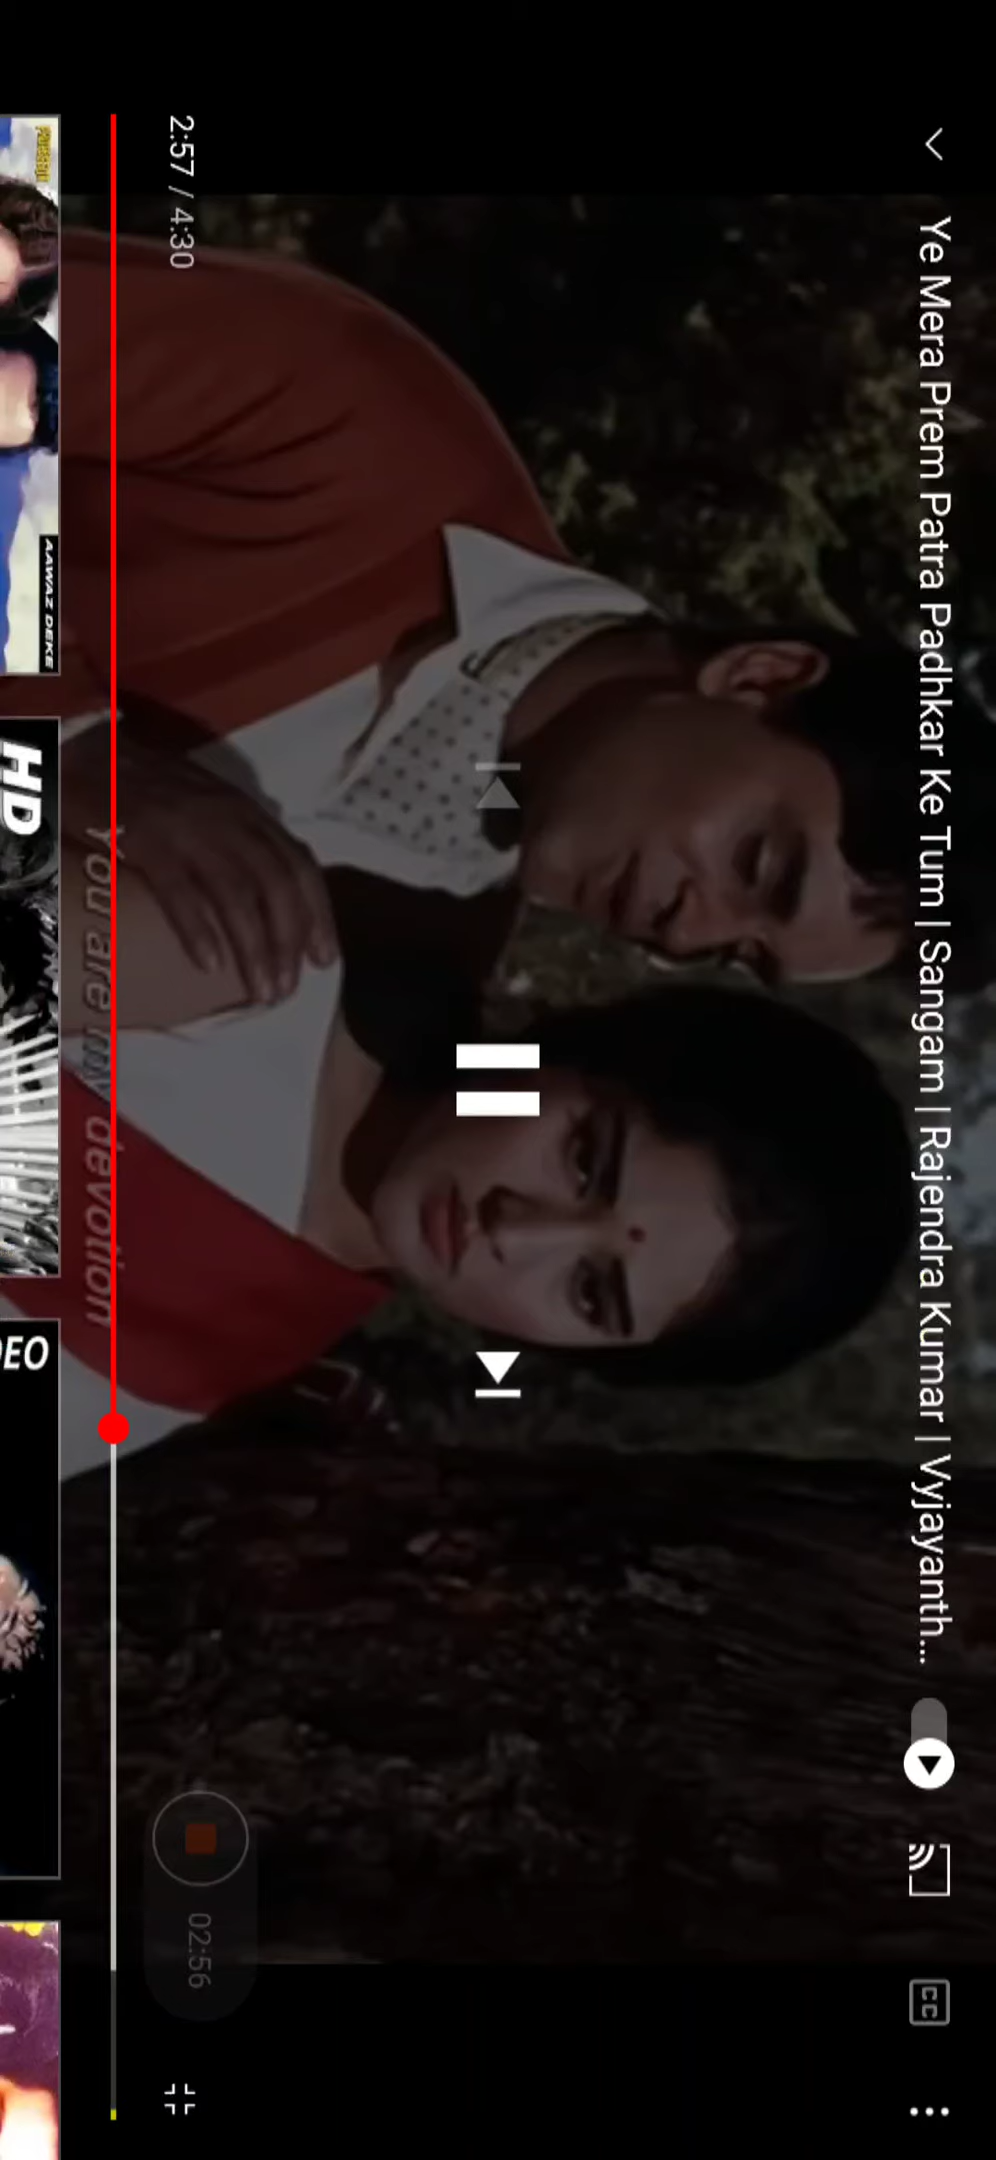 Ye Mera Prem Patra Padhkar Ke Tum | Sangam | Rajendra Kumar | Vyjayanth...
CC
You are my devotion
2:57 / 4:30
02:56
AAWAZ DEKE
HD
DEO